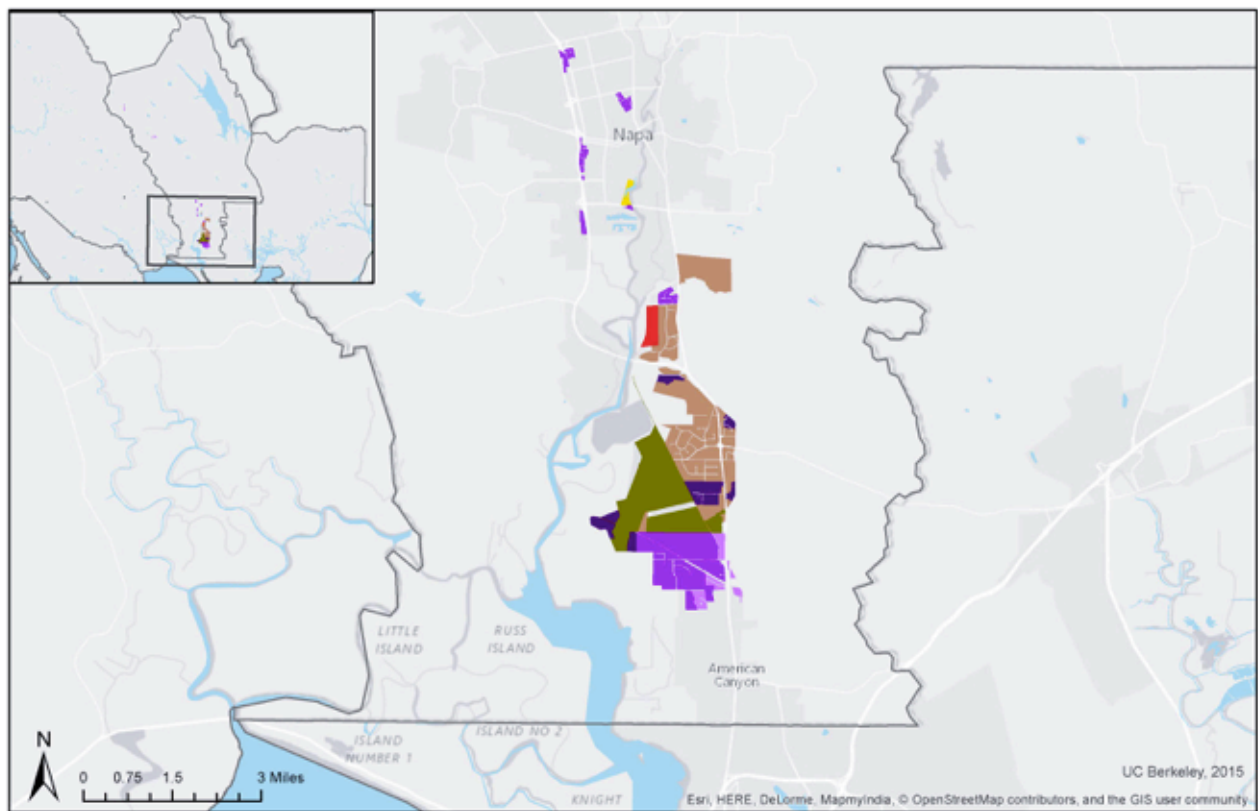 Napa
LITTLE
ISLAND
RUSS
ISLAND
American
Canyon
ISLAND
NUMBER 1
ISLAND NO 2
KNIGHT
N
0 0.75 1.5 3 Miles
UC Berkeley, 2015
Esri, HERE, DeLorme, MapmyIndia, © OpenStreetMap contributors, and the GIS user community